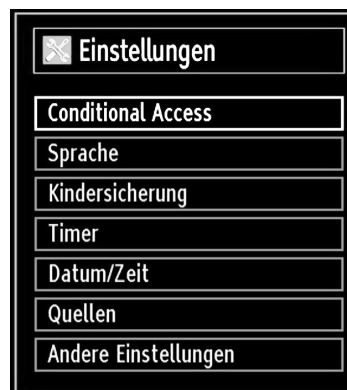 Einstellungen
Conditional Access
Sprache
Kindersicherung
Timer
Datum/Zeit
Quellen
Andere Einstellungen